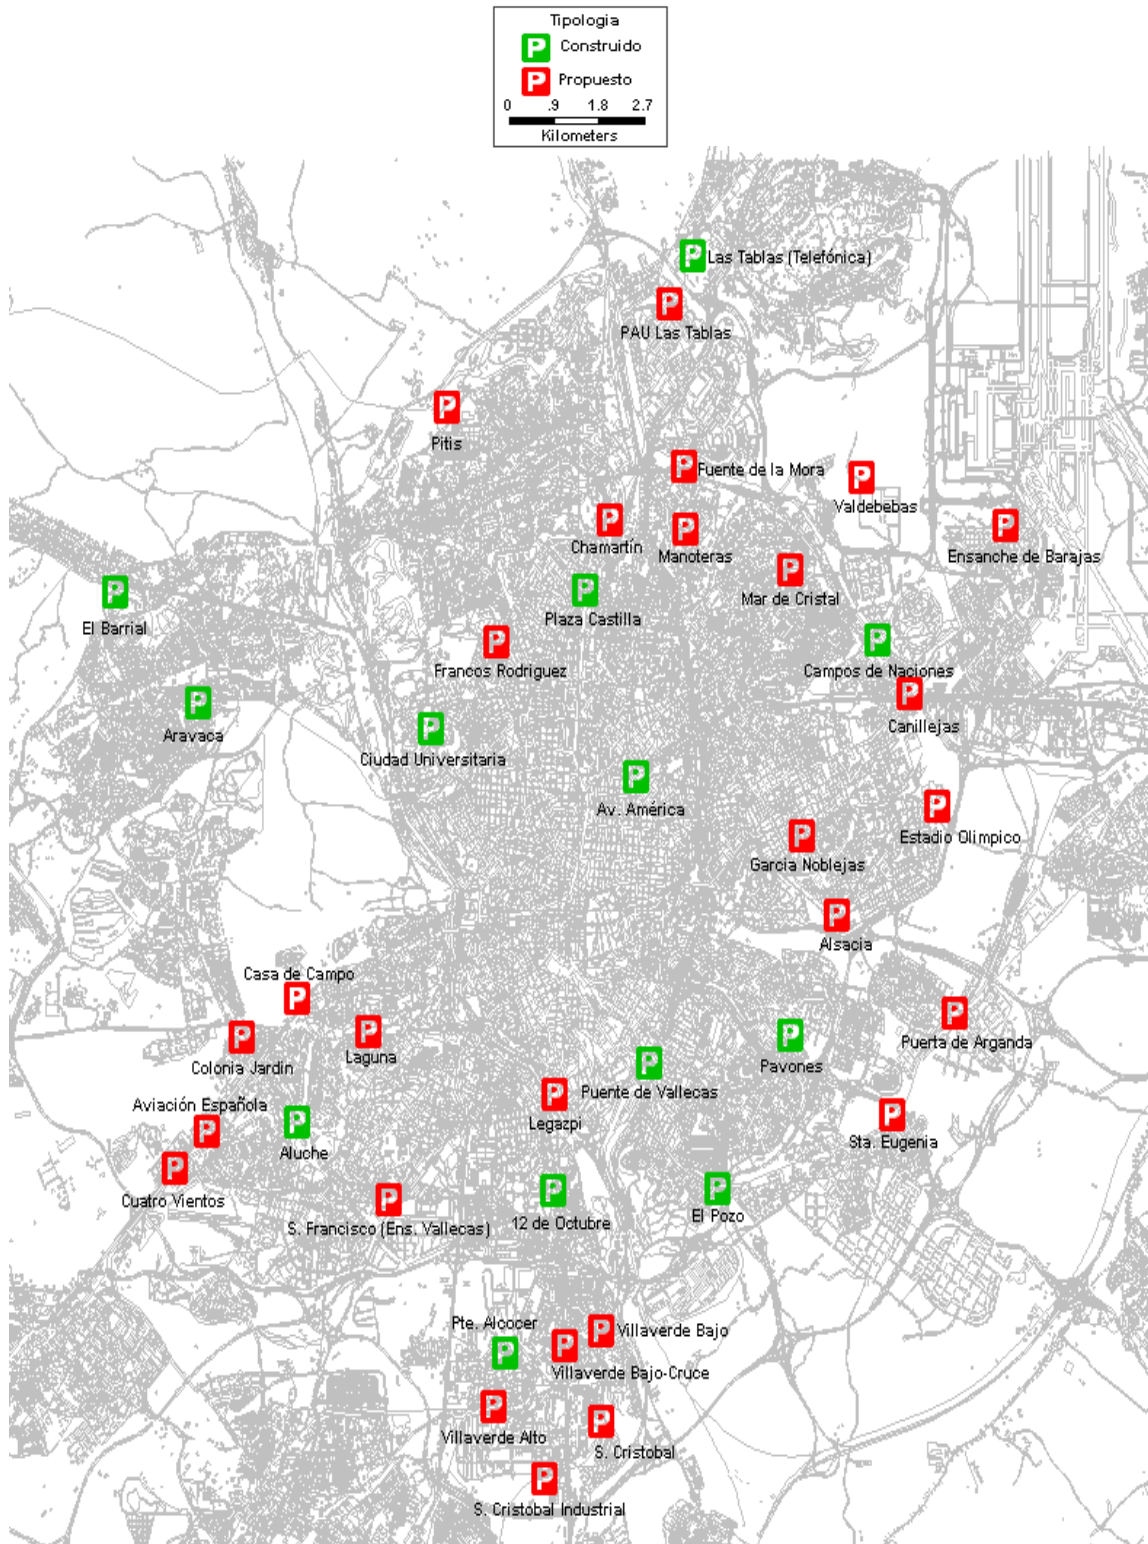 Tipologia
P Construido
P Propuesto
0 .9 1.8 2.7
Kilometers
P Las Tablas (Telefónica)
P
PAU Las Tablas
P
Pitis
P Fuente de la Mora
P
Valdebebas
P
Chamartín
P
Manoteras
P
Ensanche de Barajas
P
Mar de Cristal
P
El Barrial
P
Plaza Castilla
P
Francos Rodriguez
P
Campos de Naciones
P
Canillejas
P
Aravaca
P
Ciudad Universitaria
P
Av. América
P
Estadio Olimpico
P
Garcia Noblejas
P
Alsacia
Casa de Campo
P
P
Colonia Jardin
P
Laguna
P
Puerta de Arganda
P
Pavones
P
Puente de Vallecas
P
Legazpi
Aviación Española
P
P
Aluche
P
Sta. Eugenia
P
Cuatro Vientos
P
S. Francisco (Ens. Vallecas)
P
12 de Octubre
P
El Pozo
Pte. Alcocer
P
P Villaverde Bajo
P
Villaverde Bajo-Cruce
P
Villaverde Alto
P
S. Cristobal
P
S. Cristobal Industrial